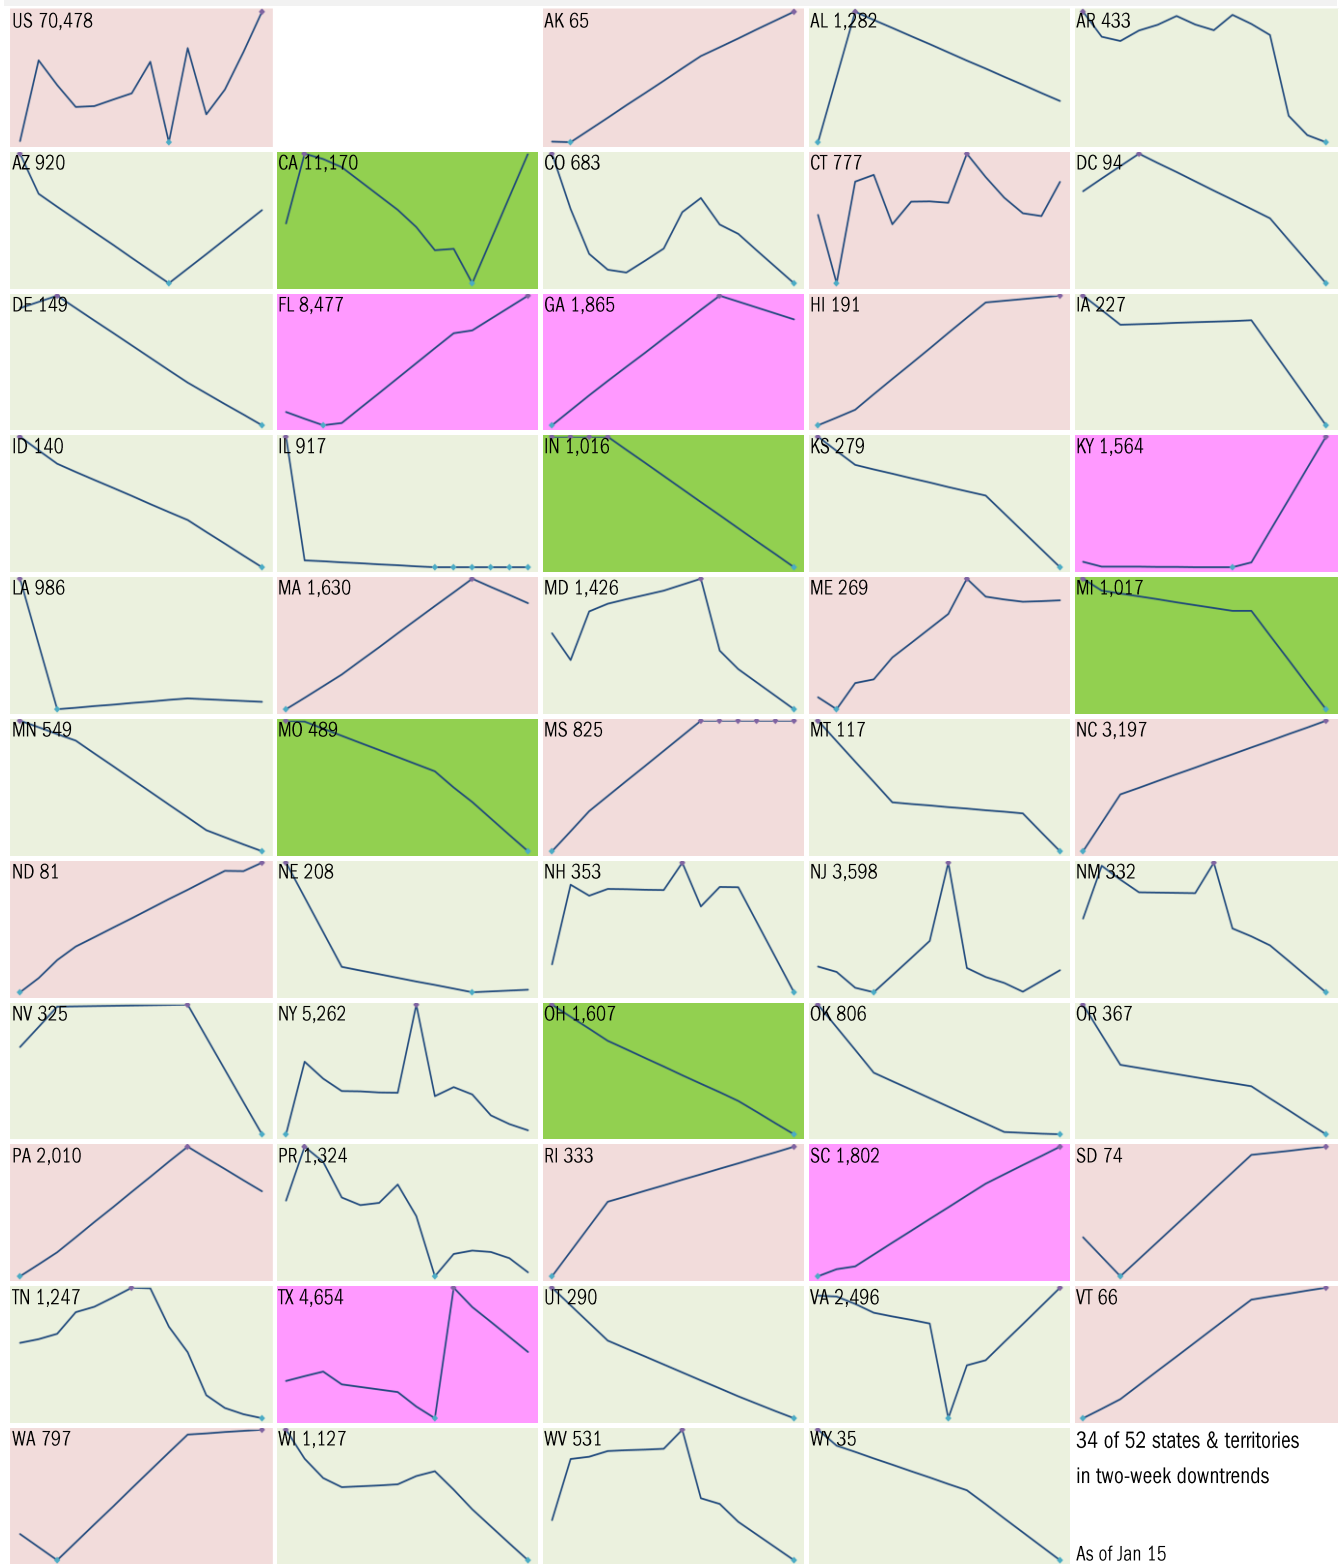 US 70,478
AK 65
AL 1,282
AR 433
AZ 920
CA 11,170
CO 683
CT 777
DC 94
DE 149
FL 8,477
GA 1,865
HI 191
IA 227
ID 140
IL 917
IN 1,016
KS 279
KY 1,564
LA 986
MA 1,630
MD 1,426
ME 269
MI 1,017
MN 549
MO 489
MS 825
MT 117
NC 3,197
ND 81
NE 208
NH 353
NJ 3,598
NM 332
NV 325
NY 5,262
OH 1,607
OK 806
OR 367
PA 2,010
PR 1,324
RI 333
SC 1,802
SD 74
TN 1,247
TX 4,654
UT 290
VA 2,496
VT 66
WA 797
WI 1,127
WV 531
WY 35
34 of 52 states & territories
in two-week downtrends
As of Jan 15